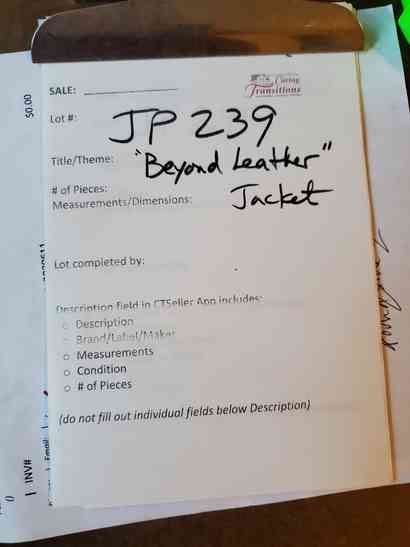 Caring
Transitions
SALE:
Lot #: JP 239
Title/Theme: "Beyond Leather"
# of Pieces: Jacket
Measurements/Dimensions:
Lot completed by:
Description field in CTSeller App includes:
o Description
o Brand/Label/Maker
o Measurements
o Condition
o # of Pieces
(do not fill out individual fields below Description)
$0.00
| INV#
Email:
0